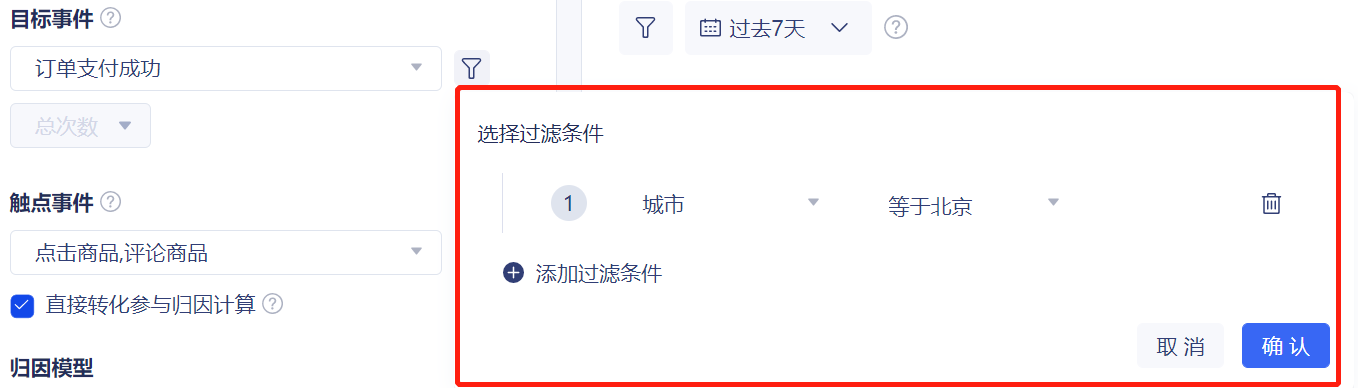 目标事件
订单支付成功
总次数
触点事件
点击商品,评论商品
直接转化参与归因计算
归因模型
过去7天
选择过滤条件
1 城市 等于北京
添加过滤条件
取 消 确 认